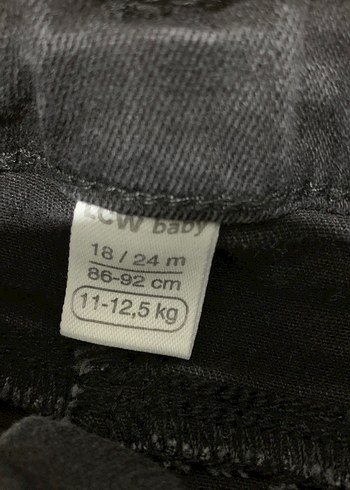 LCW baby
18 / 24 m
86-92 cm
11-12,5 kg